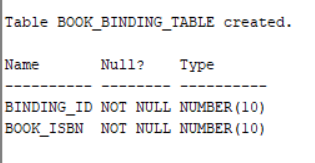 Table BOOK_BINDING_TABLE created.
Name       Null?    Type
---------- -------- ----------
BINDING_ID NOT NULL NUMBER(10)
BOOK_ISBN  NOT NULL NUMBER(10)